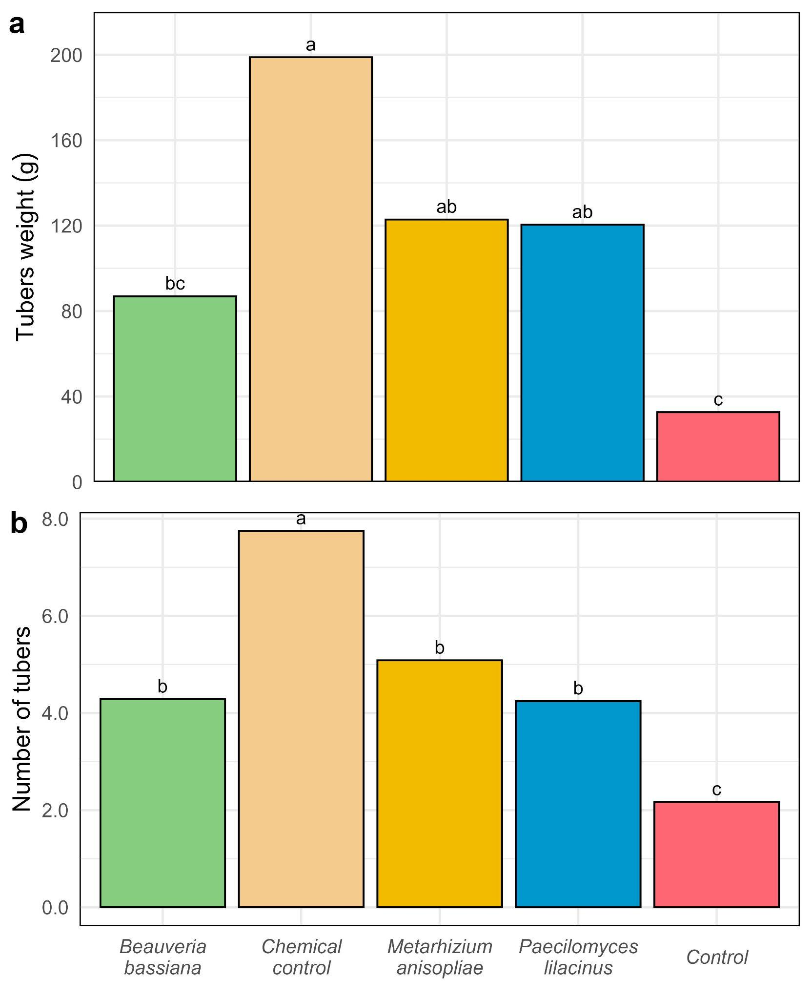 a
Tubers weight (g)
200
160
120
80
40
0
bc
a
ab
ab
c
b
Number of tubers
8.0
6.0
4.0
2.0
0.0
b
a
b
b
c
Beauveria
bassiana
Chemical
control
Metarhizium
anisopliae
Paecilomyces
lilacinus
Control